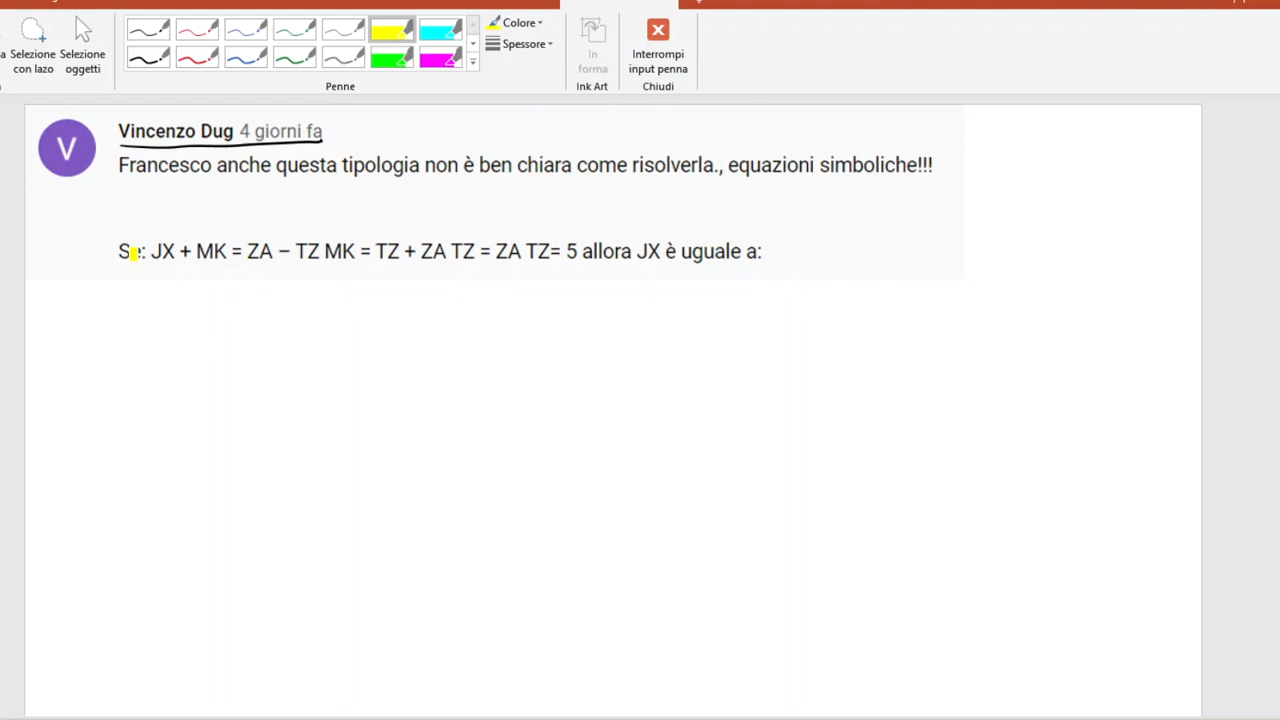 Selezione
con lazo
Selezione
oggetti
Penne
Colore
Spessore
In
forma
Ink Art
Interrompi
input penna
Chiudi
V
Vincenzo Dug 4 giorni fa
Francesco anche questa tipologia non è ben chiara come risolverla., equazioni simboliche!!!
Se: JX + MK = ZA – TZ MK = TZ + ZA TZ = ZA TZ= 5 allora JX è uguale a: